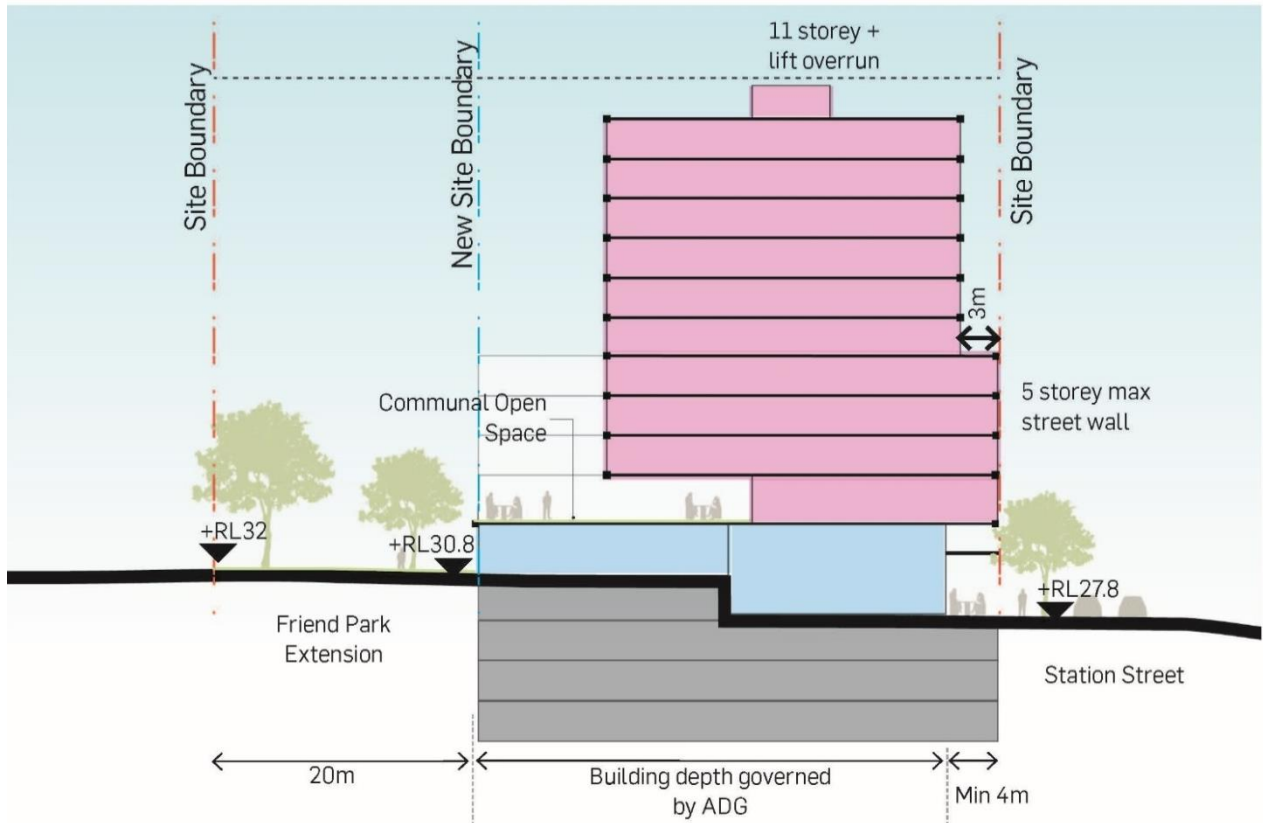 11 storey +
lift overrun
Site Boundary
New Site Boundary
Site Boundary
3m
Communal Open
Space
5 storey max
street wall
+RL32
+RL30.8
+RL27.8
Friend Park
Extension
Station Street
20m
Building depth governed
by ADG
Min 4m